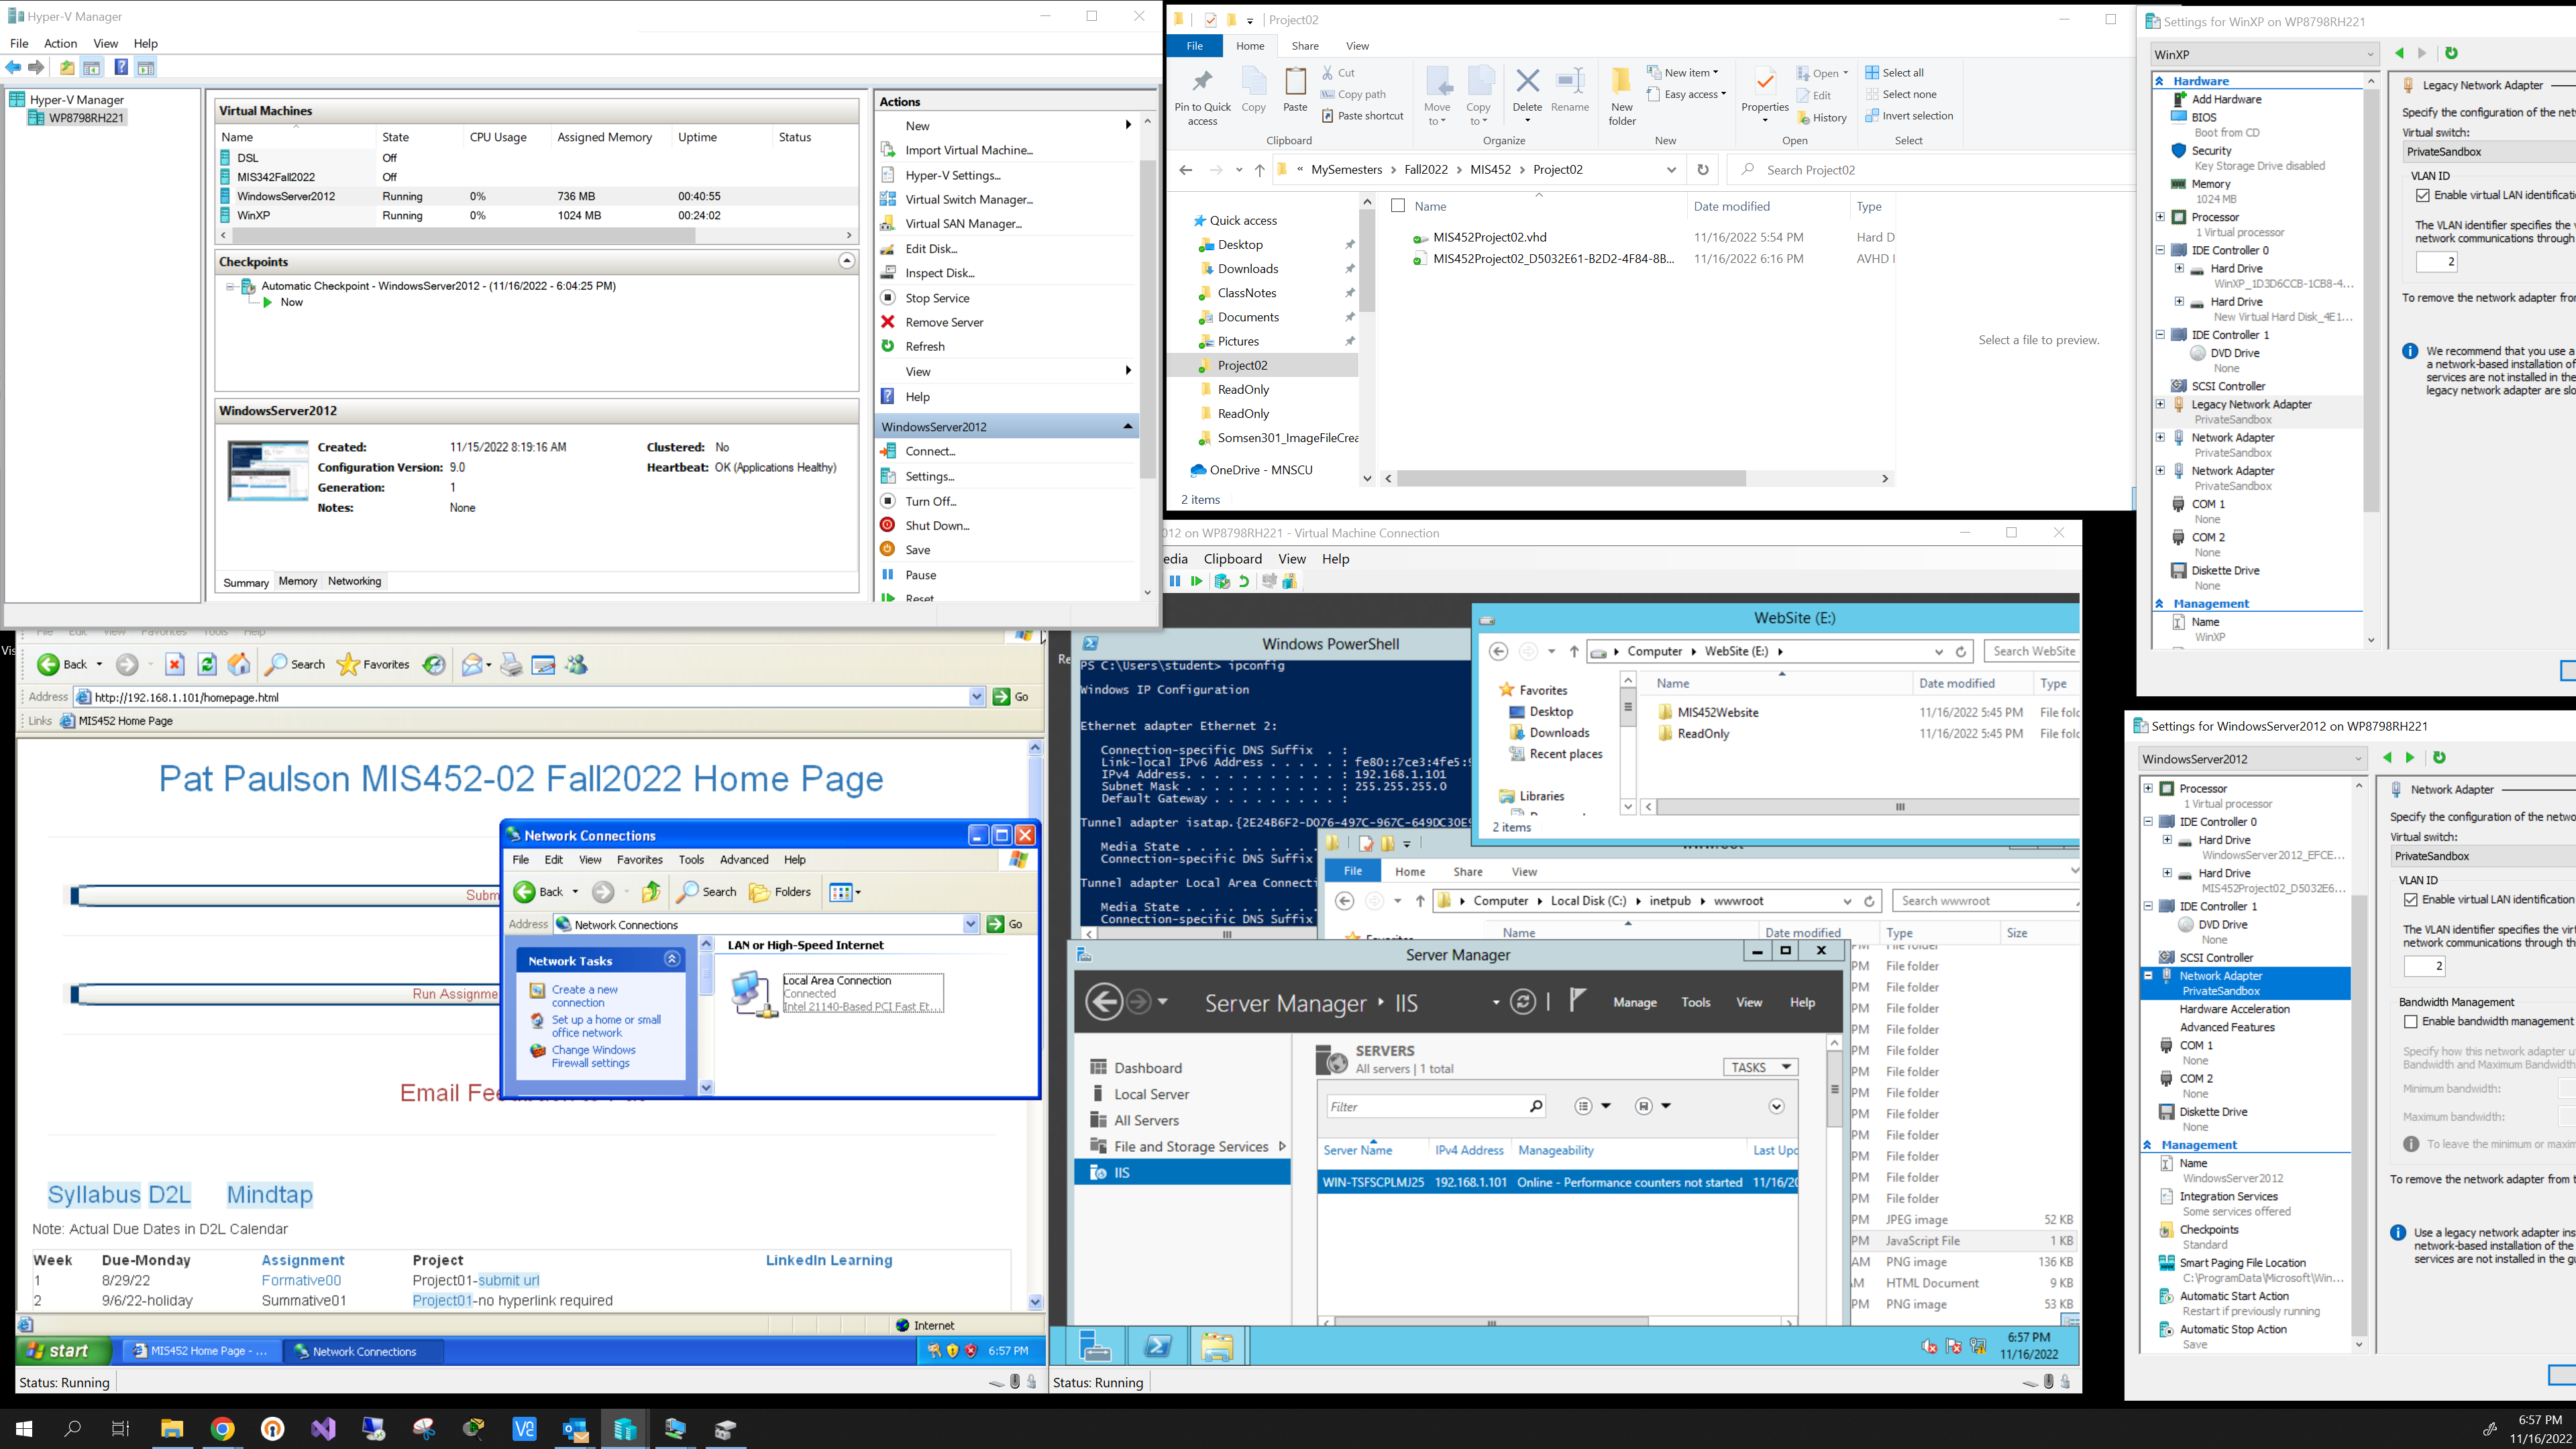 Hyper-V Manager
File Action View Help
Hyper-V Manager
WP8798RH221
Virtual Machines
Name State CPU Usage Assigned Memory Uptime Status
DSL Off
MIS342Fall2022 Off
WindowsServer2012 Running 0% 736 MB 00:40:55
WinXP Running 0% 1024 MB 00:24:02
Checkpoints
Automatic Checkpoint - WindowsServer2012 - (11/16/2022 - 6:04:25 PM)
Now
WindowsServer2012
Created: 11/15/2022 8:19:16 AM Clustered: No
Configuration Version: 9.0 Heartbeat: OK (Applications Healthy)
Generation: 1
Notes: None
Summary Memory Networking
Actions
New
Import Virtual Machine...
Hyper-V Settings...
Virtual Switch Manager...
Virtual SAN Manager...
Edit Disk...
Inspect Disk...
Stop Service
Remove Server
Refresh
View
Help
WindowsServer2012
Connect...
Settings...
Turn Off...
Shut Down...
Save
Pause
Reset
Project02
File Home Share View
Pin to Quick access
Copy
Paste
Cut
Copy path
Paste shortcut
Clipboard
Move to
Copy to
Delete
Rename
Organize
New folder
New item
Easy access
New
Properties
Open
Edit
History
Open
Select all
Select none
Invert selection
Select
« MySemesters Fall2022 MIS452 Project02
Search Project02
Quick access
Desktop
Downloads
ClassNotes
Documents
Pictures
Project02
ReadOnly
ReadOnly
Somsen301_ImageFileCrea
OneDrive - MNSCU
Name Date modified Type
MIS452Project02.vhd 11/16/2022 5:54 PM Hard D
MIS452Project02_D5032E61-B2D2-4F84-8B... 11/16/2022 6:16 PM AVHD
Select a file to preview.
2 items
Settings for WinXP on WP8798RH221
WinXP
Hardware
Add Hardware
BIOS
Boot from CD
Security
Key Storage Drive disabled
Memory
1024 MB
Processor
1 Virtual processor
IDE Controller 0
Hard Drive
WinXP_1D3D6CCB-1CB8-4...
Hard Drive
New Virtual Hard Disk_4E1...
IDE Controller 1
DVD Drive
None
SCSI Controller
Legacy Network Adapter
PrivateSandbox
Network Adapter
PrivateSandbox
Network Adapter
PrivateSandbox
COM 1
None
COM 2
None
Diskette Drive
None
Management
Name
WinXP
Legacy Network Adapter
Specify the configuration of the net
Virtual switch:
PrivateSandbox
VLAN ID
Enable virtual LAN identificatio
The VLAN identifier specifies the v
network communications through
2
To remove the network adapter fro
We recommend that you use a
a network-based installation of
services are not installed in the
legacy network adapter are slo
Vis
File Edit View Favorites Tools Help
Back Search Favorites
Address http://192.168.1.101/homepage.html Go
Links MIS452 Home Page
Pat Paulson MIS452-02 Fall2022 Home Page
Subm
Run Assignme
Email Fee
Syllabus D2L Mindtap
Note: Actual Due Dates in D2L Calendar
Week Due-Monday Assignment Project LinkedIn Learning
1 8/29/22 Formative00 Project01-submit url
2 9/6/22-holiday Summative01 Project01-no hyperlink required
Internet
start MIS452 Home Page - ... Network Connections 6:57 PM
Status: Running
Network Connections
File Edit View Favorites Tools Advanced Help
Back Search Folders
Address Network Connections Go
Network Tasks
Create a new connection
Set up a home or small office network
Change Windows Firewall settings
LAN or High-Speed Internet
Local Area Connection
Connected
Intel 21140-Based PCI Fast Et...
012 on WP8798RH221 - Virtual Machine Connection
edia Clipboard View Help
Re
Windows PowerShell
PS C:\Users\student> ipconfig
Windows IP Configuration
Ethernet adapter Ethernet 2:
Connection-specific DNS Suffix . :
Link-local IPv6 Address . . . . . : fe80::7ce3:4fe5:
IPv4 Address. . . . . . . . . . . : 192.168.1.101
Subnet Mask . . . . . . . . . . . : 255.255.255.0
Default Gateway . . . . . . . . . :
Tunnel adapter isatap.{2E24B6F2-D076-497C-967C-649DC30E9
Media State . . . . . . . . . . .
Connection-specific DNS Suffix
Tunnel adapter Local Area Connecti
Media State . . . . . . . . . . .
Connection-specific DNS Suffix
WebSite (E:)
Computer WebSite (E:)
Search WebSite
Favorites
Desktop
Downloads
Recent places
Libraries
Name Date modified Type
MIS452Website 11/16/2022 5:45 PM File folc
ReadOnly 11/16/2022 5:45 PM File folc
2 items
wwwroot
File Home Share View
Computer Local Disk (C:) inetpub wwwroot
Search wwwroot
Favorites
Name Date modified Type Size
PM File folder
PM File folder
PM File folder
PM File folder
PM File folder
PM File folder
PM File folder
PM File folder
PM File folder
PM File folder
PM File folder
PM File folder
PM File folder
PM JPEG image 52 KB
PM JavaScript File 1 KB
AM PNG image 136 KB
HTML Document 9 KB
PM PNG image 53 KB
Server Manager
Server Manager IIS
Manage Tools View Help
Dashboard
Local Server
All Servers
File and Storage Services
IIS
SERVERS
All servers | 1 total
TASKS
Filter
Server Name IPv4 Address Manageability Last Upd
WIN-TSFSCPLMJ25 192.168.1.101 Online - Performance counters not started 11/16/20
6:57 PM
11/16/2022
Status: Running
Settings for WindowsServer2012 on WP8798RH221
WindowsServer2012
Processor
1 Virtual processor
IDE Controller 0
Hard Drive
WindowsServer2012_EFCE...
Hard Drive
MIS452Project02_D5032E6...
IDE Controller 1
DVD Drive
None
SCSI Controller
Network Adapter
PrivateSandbox
Hardware Acceleration
Advanced Features
COM 1
None
COM 2
None
Diskette Drive
None
Management
Name
WindowsServer2012
Integration Services
Some services offered
Checkpoints
Standard
Smart Paging File Location
C:\ProgramData\Microsoft\Win...
Automatic Start Action
Restart if previously running
Automatic Stop Action
Save
Network Adapter
Specify the configuration of the netwo
Virtual switch:
PrivateSandbox
VLAN ID
Enable virtual LAN identification
The VLAN identifier specifies the virt
network communications through th
2
Bandwidth Management
Enable bandwidth management
Specify how this network adapter u
Bandwidth and Maximum Bandwidth
Minimum bandwidth:
Maximum bandwidth:
To leave the minimum or maxim
To remove the network adapter from t
Use a legacy network adapter ins
network-based installation of the
services are not installed in the gu
6:57 PM
11/16/2022